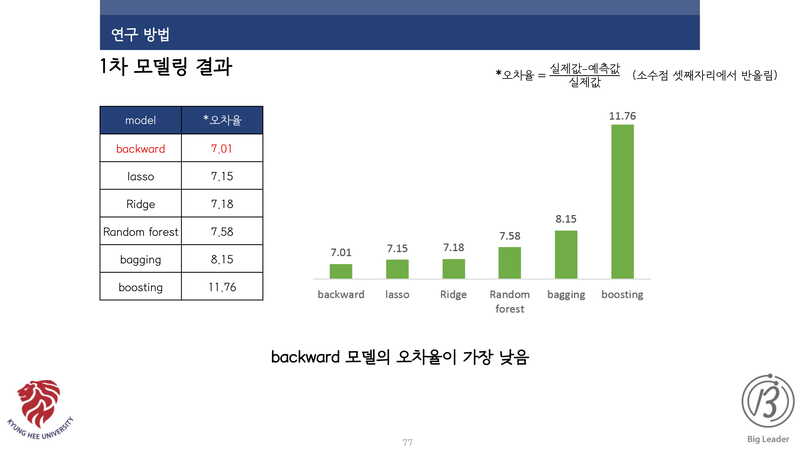 연구 방법
1차 모델링 결과
*오차율 = 실제값-예측값 (소수점 셋째자리에서 반올림)
실제값
model *오차율
backward 7.01
lasso 7.15
Ridge 7.18
Random forest 7.58
bagging 8.15
boosting 11.76
11.76
8.15
7.58
7.01 7.15 7.18
backward lasso Ridge Random bagging boosting
forest
backward 모델의 오차율이 가장 낮음
KYUNG HEE UNIVERSITY
77
Big Leader